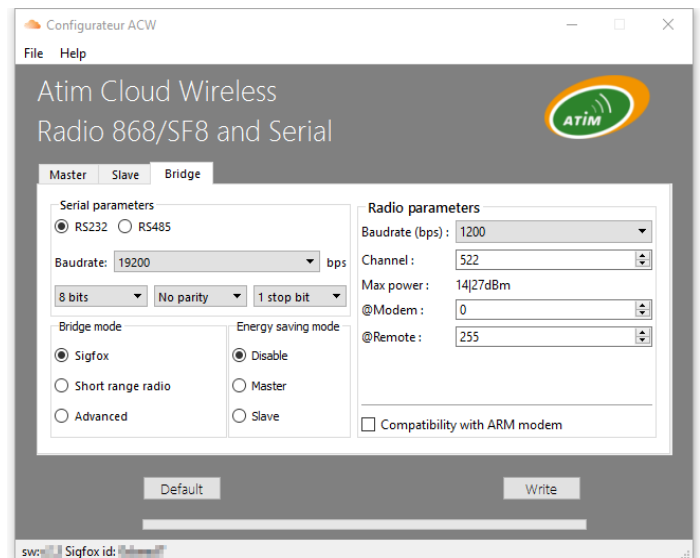 Configurateur ACW
File Help
Atim Cloud Wireless
Radio 868/SF8 and Serial
ATiM
Master Slave Bridge
Serial parameters
RS232 RS485
Baudrate: 19200 bps
8 bits No parity 1 stop bit
Bridge mode
Sigfox
Short range radio
Advanced
Energy saving mode
Disable
Master
Slave
Radio parameters
Baudrate (bps) : 1200
Channel : 522
Max power : 14|27dBm
@Modem : 0
@Remote : 255
Compatibility with ARM modem
Default Write
sw: Sigfox id: